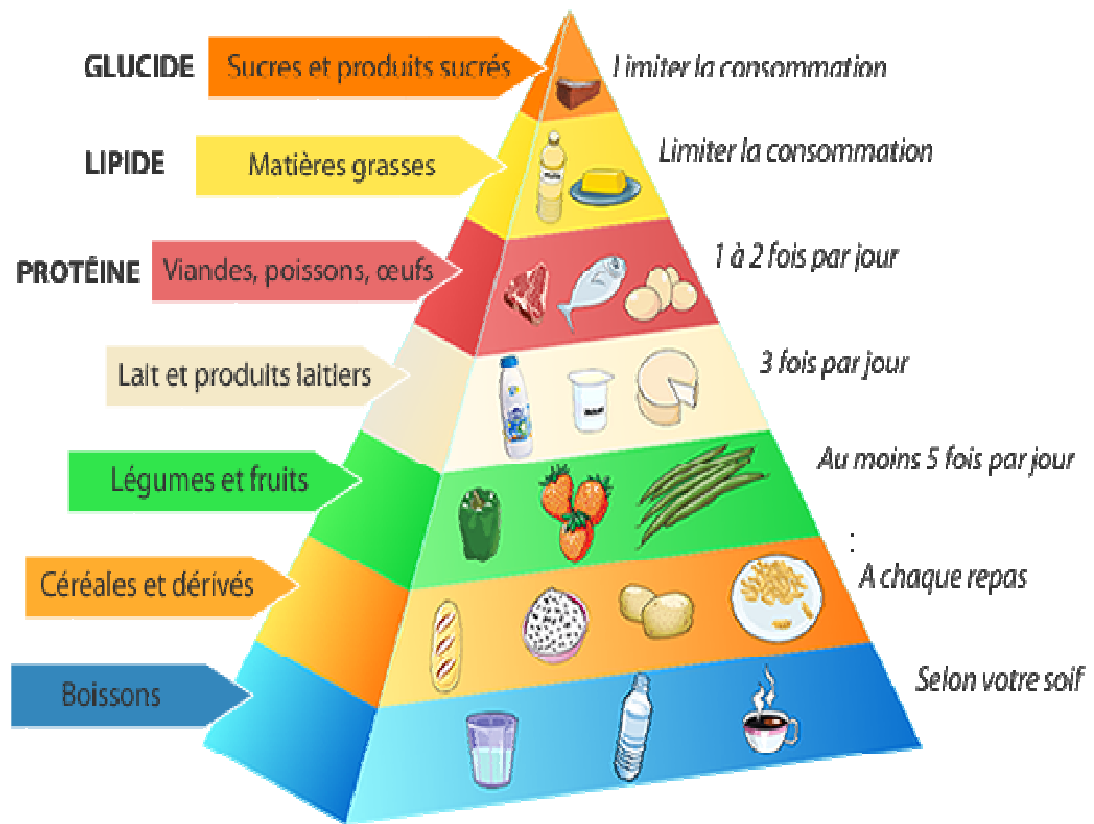 GLUCIDE Sucres et produits sucrés Limiter la consommation
LIPIDE Matières grasses Limiter la consommation
PROTÉINE Viandes, poissons, œufs 1 à 2 fois par jour
Lait et produits laitiers 3 fois par jour
Légumes et fruits Au moins 5 fois par jour
:
Céréales et dérivés A chaque repas
Boissons Selon votre soif